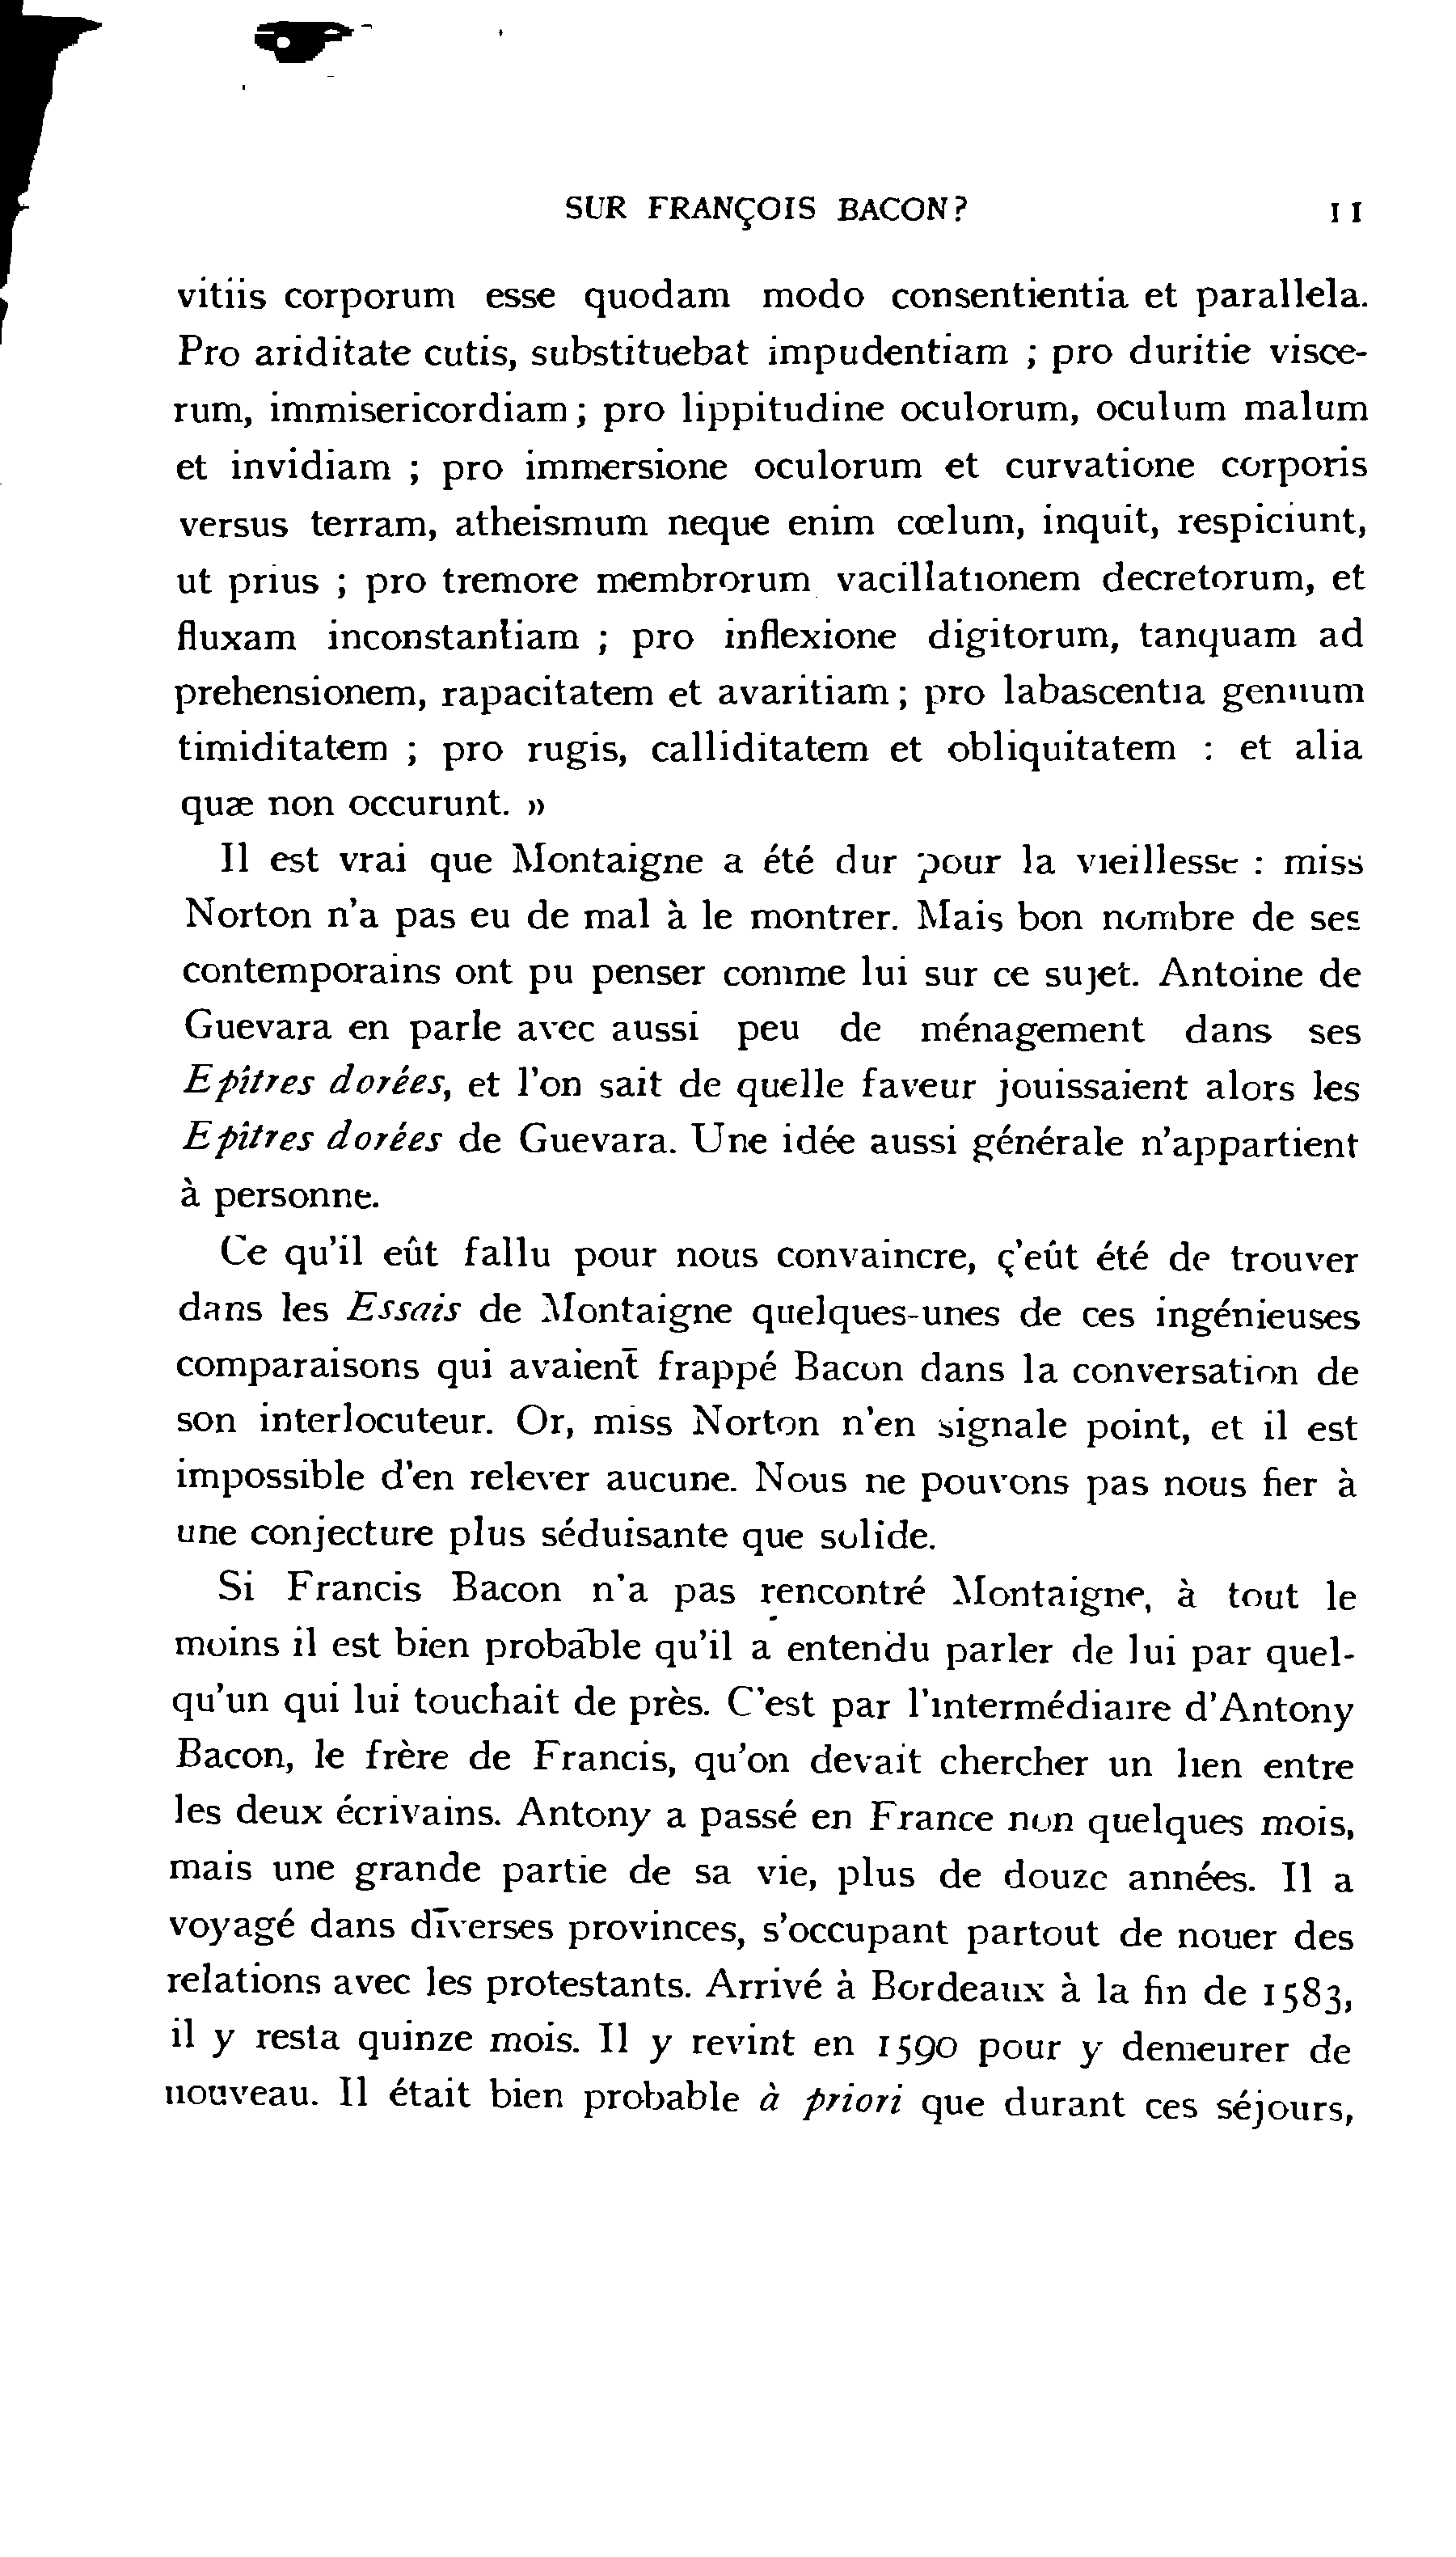 SUR FRANÇOIS BACON? 11
vitiis corporum esse quodam modo consentientia et parallela.
Pro ariditate cutis, substituebat impudentiam ; pro duritie visce-
rum, immisericordiam ; pro lippitudine oculorum, oculum malum
et invidiam ; pro immersione oculorum et curvatione corporis
versus terram, atheismum neque enim cœlum, inquit, respiciunt,
ut prius ; pro tremore membrorum vacillationem decretorum, et
fluxam inconstantiam ; pro inflexione digitorum, tanquam ad
prehensionem, rapacitatem et avaritiam ; pro labascentia genuum
timiditatem ; pro rugis, calliditatem et obliquitatem : et alia
quæ non occurunt. »
Il est vrai que Montaigne a été dur pour la vieillesse : miss
Norton n'a pas eu de mal à le montrer. Mais bon nombre de ses
contemporains ont pu penser comme lui sur ce sujet. Antoine de
Guevara en parle avec aussi peu de ménagement dans ses
Epîtres dorées, et l'on sait de quelle faveur jouissaient alors les
Epîtres dorées de Guevara. Une idée aussi générale n'appartient
à personne.
Ce qu'il eût fallu pour nous convaincre, ç'eût été de trouver
dans les Essais de Montaigne quelques-unes de ces ingénieuses
comparaisons qui avaient frappé Bacon dans la conversation de
son interlocuteur. Or, miss Norton n'en signale point, et il est
impossible d'en relever aucune. Nous ne pouvons pas nous fier à
une conjecture plus séduisante que solide.
Si Francis Bacon n'a pas rencontré Montaigne, à tout le
moins il est bien probable qu'il a entendu parler de lui par quel-
qu'un qui lui touchait de près. C'est par l'intermédiaire d'Antony
Bacon, le frère de Francis, qu'on devait chercher un lien entre
les deux écrivains. Antony a passé en France non quelques mois,
mais une grande partie de sa vie, plus de douze années. Il a
voyagé dans diverses provinces, s'occupant partout de nouer des
relations avec les protestants. Arrivé à Bordeaux à la fin de 1583,
il y resta quinze mois. Il y revint en 1590 pour y demeurer de
nouveau. Il était bien probable à priori que durant ces séjours,